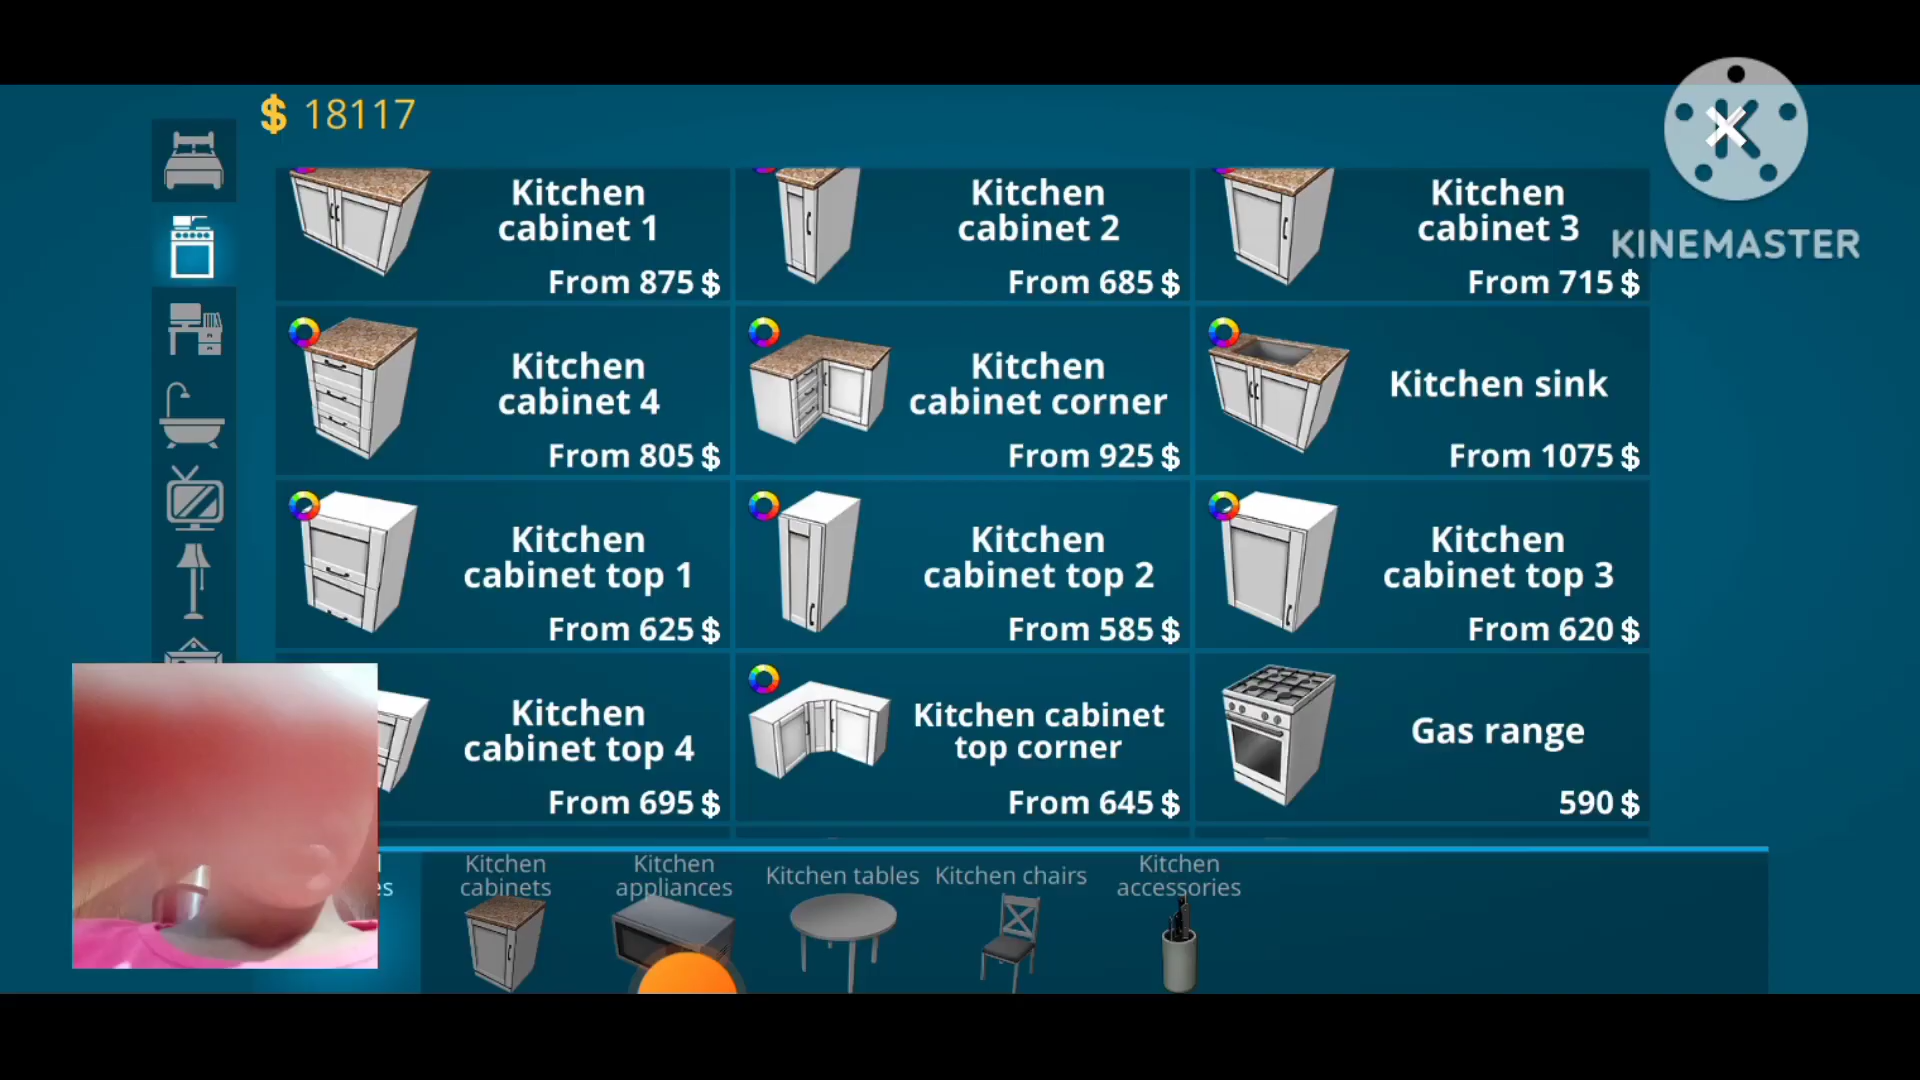 $ 18117
Kitchen
cabinet 1
From 875 $
Kitchen
cabinet 2
From 685 $
Kitchen
cabinet 3
From 715 $
KINEMASTER
Kitchen
cabinet 4
From 805 $
Kitchen
cabinet corner
From 925 $
Kitchen sink
From 1075 $
Kitchen
cabinet top 1
From 625 $
Kitchen
cabinet top 2
From 585 $
Kitchen
cabinet top 3
From 620 $
Kitchen
cabinet top 4
From 695 $
Kitchen cabinet
top corner
From 645 $
Gas range
590 $
Kitchen
cabinets
Kitchen
appliances
Kitchen tables
Kitchen chairs
Kitchen
accessories